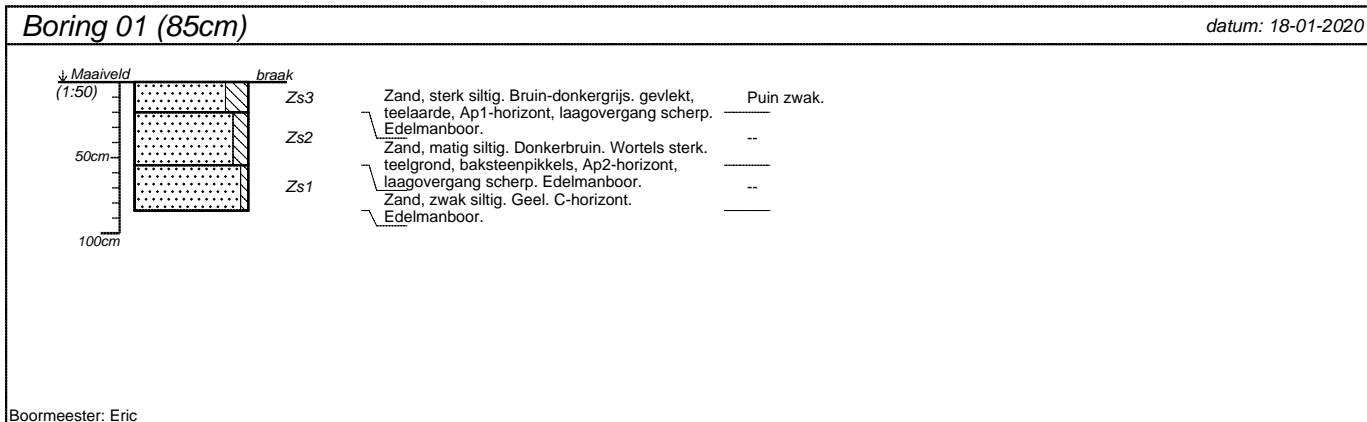 Boring 01 (85cm)
datum: 18-01-2020
Maaiveld
braak
(1:50)
50cm
100cm
Zs3
Zs2
Zs1
Zand, sterk siltig. Bruin-donkergrijs. gevlekt,
teelaarde, Ap1-horizont, laagovergang scherp.
Edelmanboor.
Zand, matig siltig. Donkerbruin. Wortels sterk.
teelgrond, baksteenpikkels, Ap2-horizont,
laagovergang scherp. Edelmanboor.
Zand, zwak siltig. Geel. C-horizont.
Edelmanboor.
Puin zwak.
--
--
Boormeester: Eric